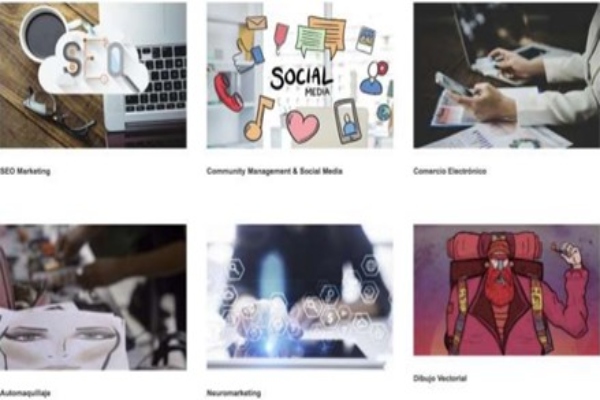 SEO
SOCIAL
MEDIA
SEO Marketing
Community Management & Social Media
Comercio Electrónico
Automaquillaje
Neuromarketing
Dibujo Vectorial